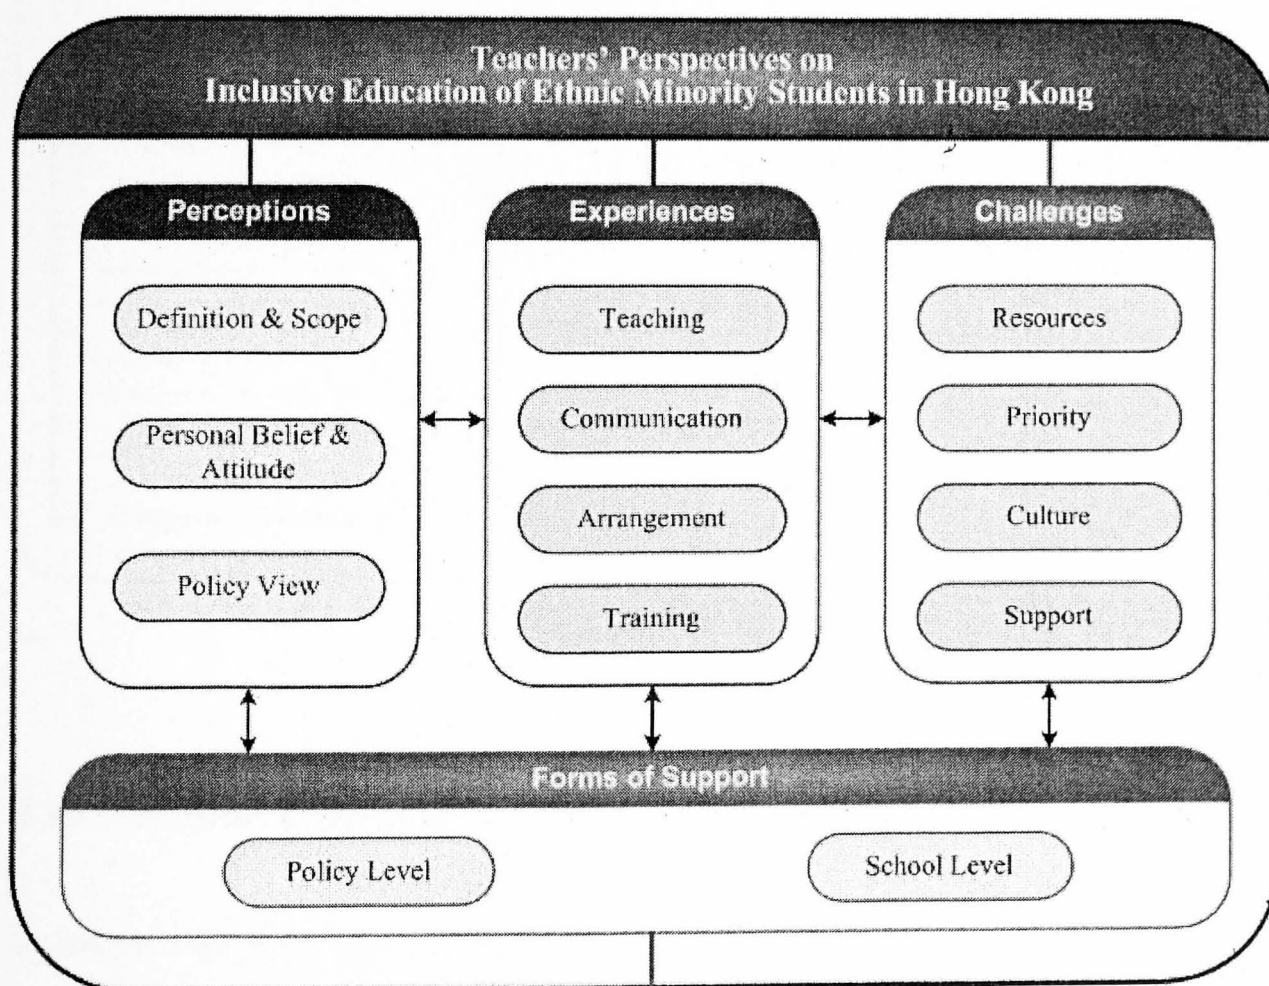 Teachers' Perspectives on
Inclusive Education of Ethnic Minority Students in Hong Kong
Perceptions
Definition & Scope
Personal Belief &
Attitude
Policy View
Experiences
Teaching
Communication
Arrangement
Training
Challenges
Resources
Priority
Culture
Support
Forms of Support
Policy Level
School Level